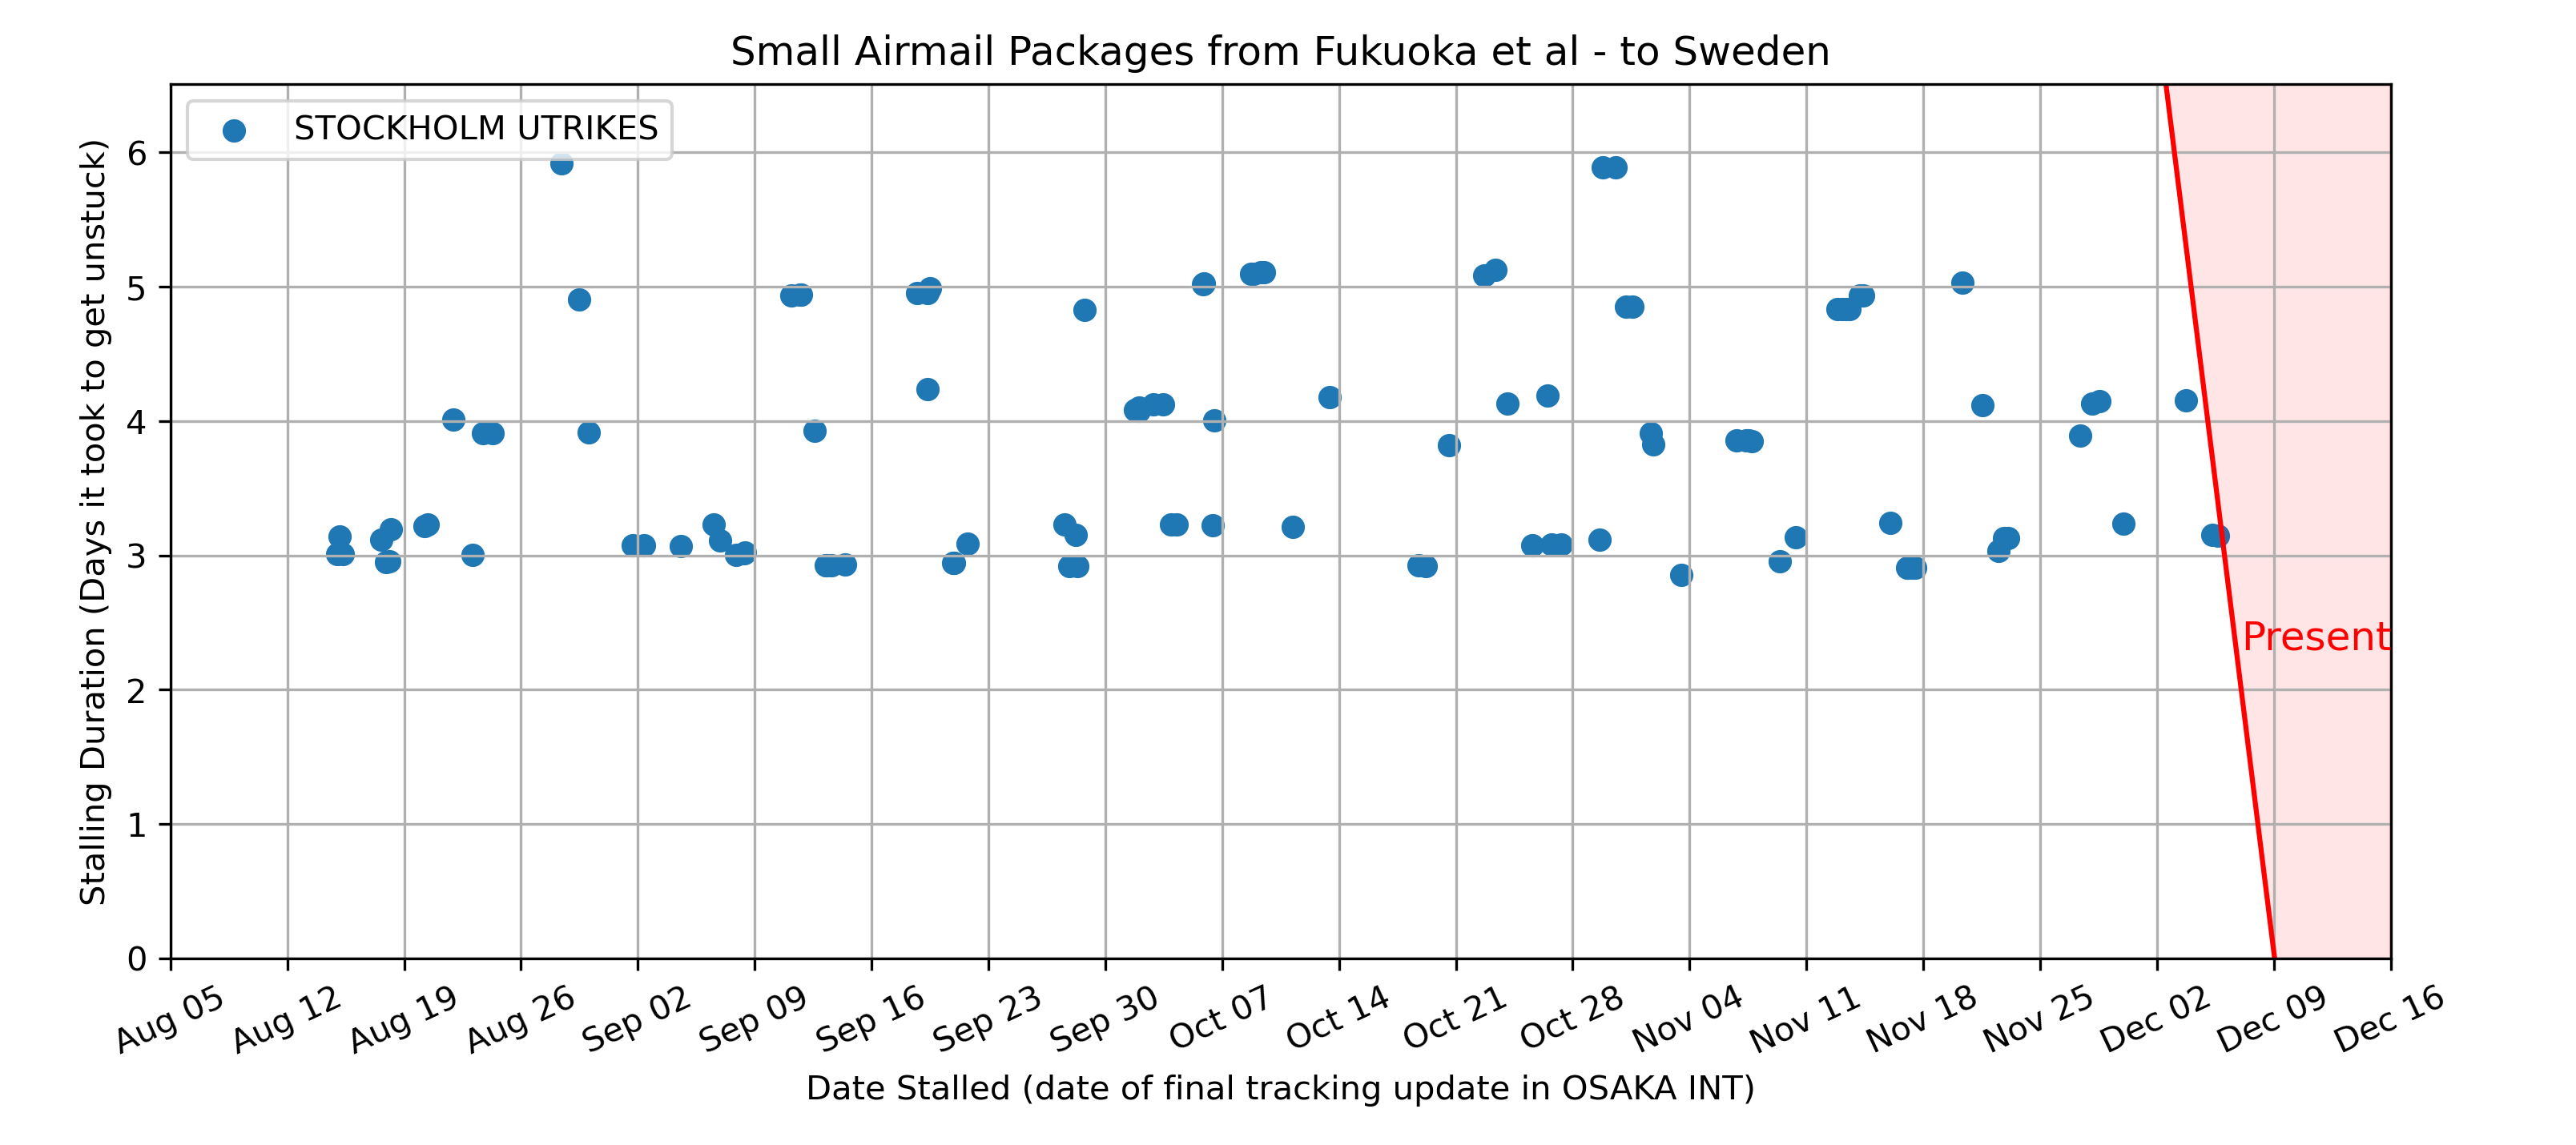 Small Airmail Packages from Fukuoka et al - to Sweden
STOCKHOLM UTRIKES
Stalling Duration (Days it took to get unstuck)
6
5
4
3
2
1
0
Present
Aug 05
Aug 12
Aug 19
Aug 26
Sep 02
Sep 09
Sep 16
Sep 23
Sep 30
Oct 07
Oct 14
Oct 21
Oct 28
Nov 04
Nov 11
Nov 18
Nov 25
Dec 02
Dec 09
Dec 16
Date Stalled (date of final tracking update in OSAKA INT)